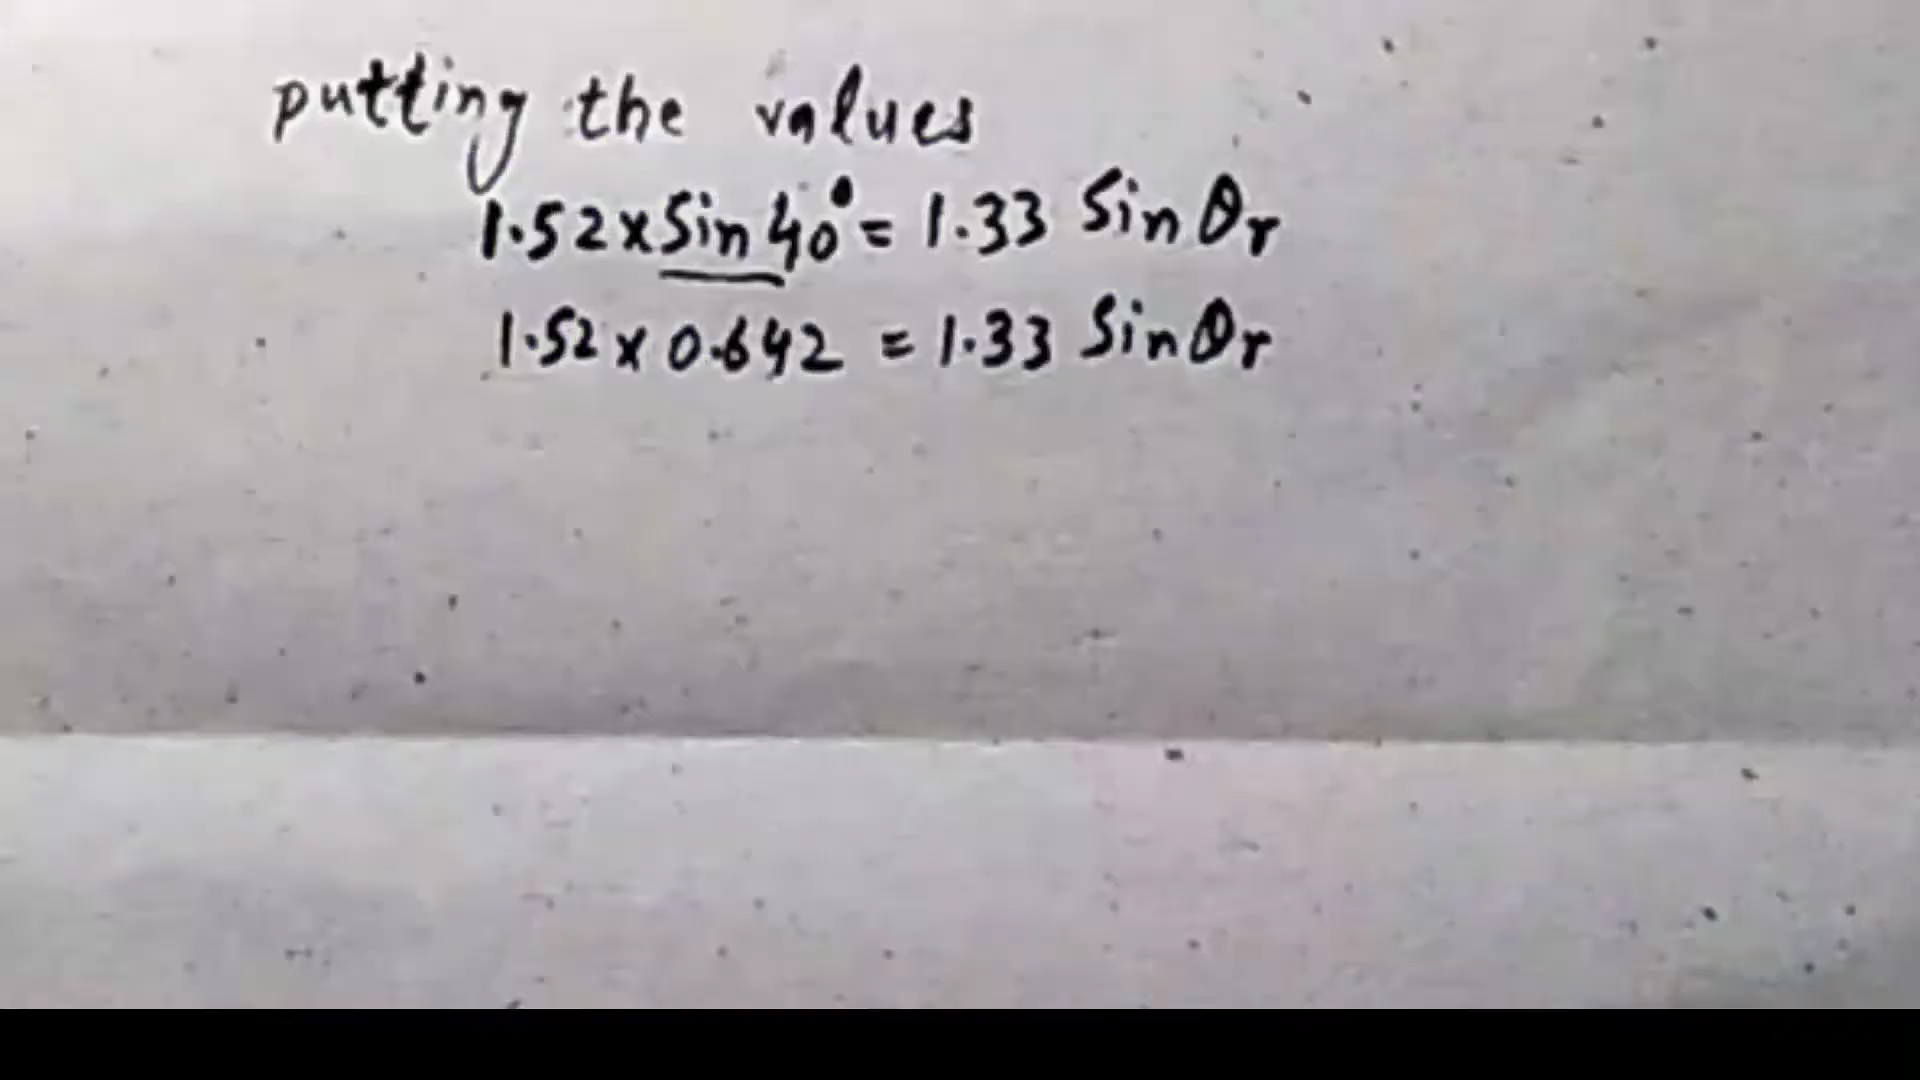 putting the values
1.52 x Sin 40° = 1.33 Sin θr
1.52 x 0.642 = 1.33 Sin θr